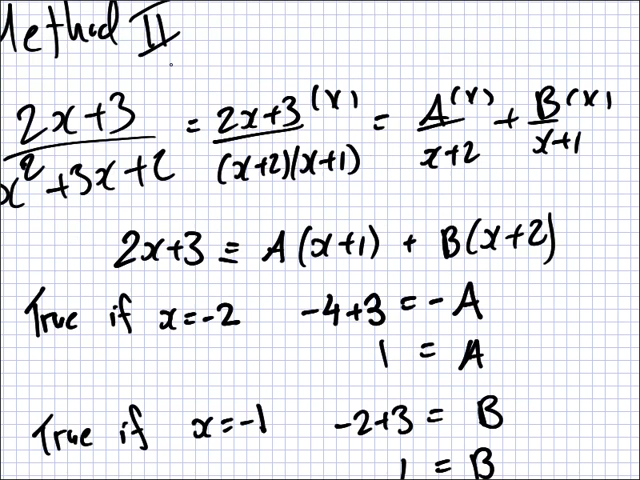 Method II
2x+3/x²+3x+2 = 2x+3 (x)/(x+2)(x+1) = A (x)/x+2 + B (x)/x+1
2x+3 ≡ A(x+1) + B(x+2)
True if x=-2 -4+3 = -A
1 = A
True if x=-1 -2+3 = B
1 = B